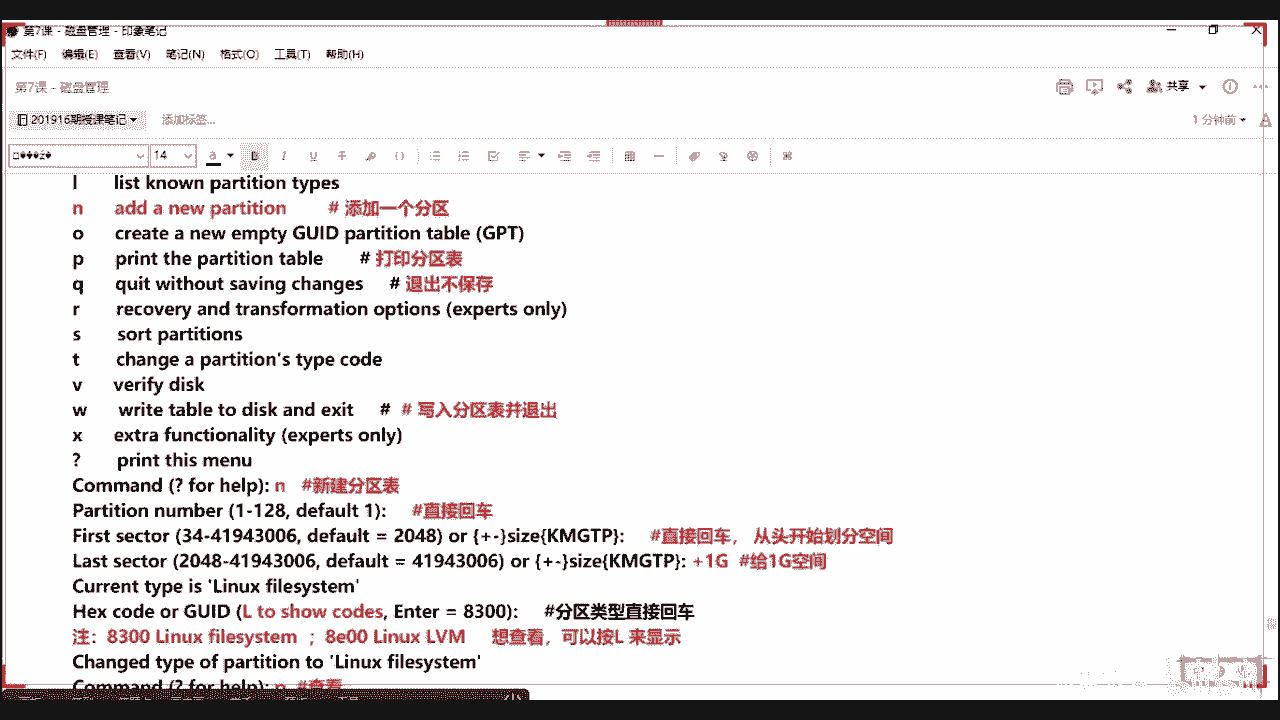 第7课 - 磁盘管理 - 印象笔记
文件(F) 编辑(E) 查看(V) 笔记(N) 格式(O) 工具(T) 帮助(H)
第7课 - 磁盘管理
共享
201916期授课笔记 添加标签...
1 分钟前
14
l list known partition types
n add a new partition # 添加一个分区
o create a new empty GUID partition table (GPT)
p print the partition table # 打印分区表
q quit without saving changes # 退出不保存
r recovery and transformation options (experts only)
s sort partitions
t change a partition's type code
v verify disk
w write table to disk and exit # # 写入分区表并退出
x extra functionality (experts only)
? print this menu
Command (? for help): n #新建分区表
Partition number (1-128, default 1): #直接回车
First sector (34-41943006, default = 2048) or {+-}size{KMGTP}: #直接回车， 从头开始划分空间
Last sector (2048-41943006, default = 41943006) or {+-}size{KMGTP}: +1G #给1G空间
Current type is 'Linux filesystem'
Hex code or GUID (L to show codes, Enter = 8300): #分区类型直接回车
注：8300 Linux filesystem ；8e00 Linux LVM 想查看，可以按L 来显示
Changed type of partition to 'Linux filesystem'
Command (? for help): p #查看